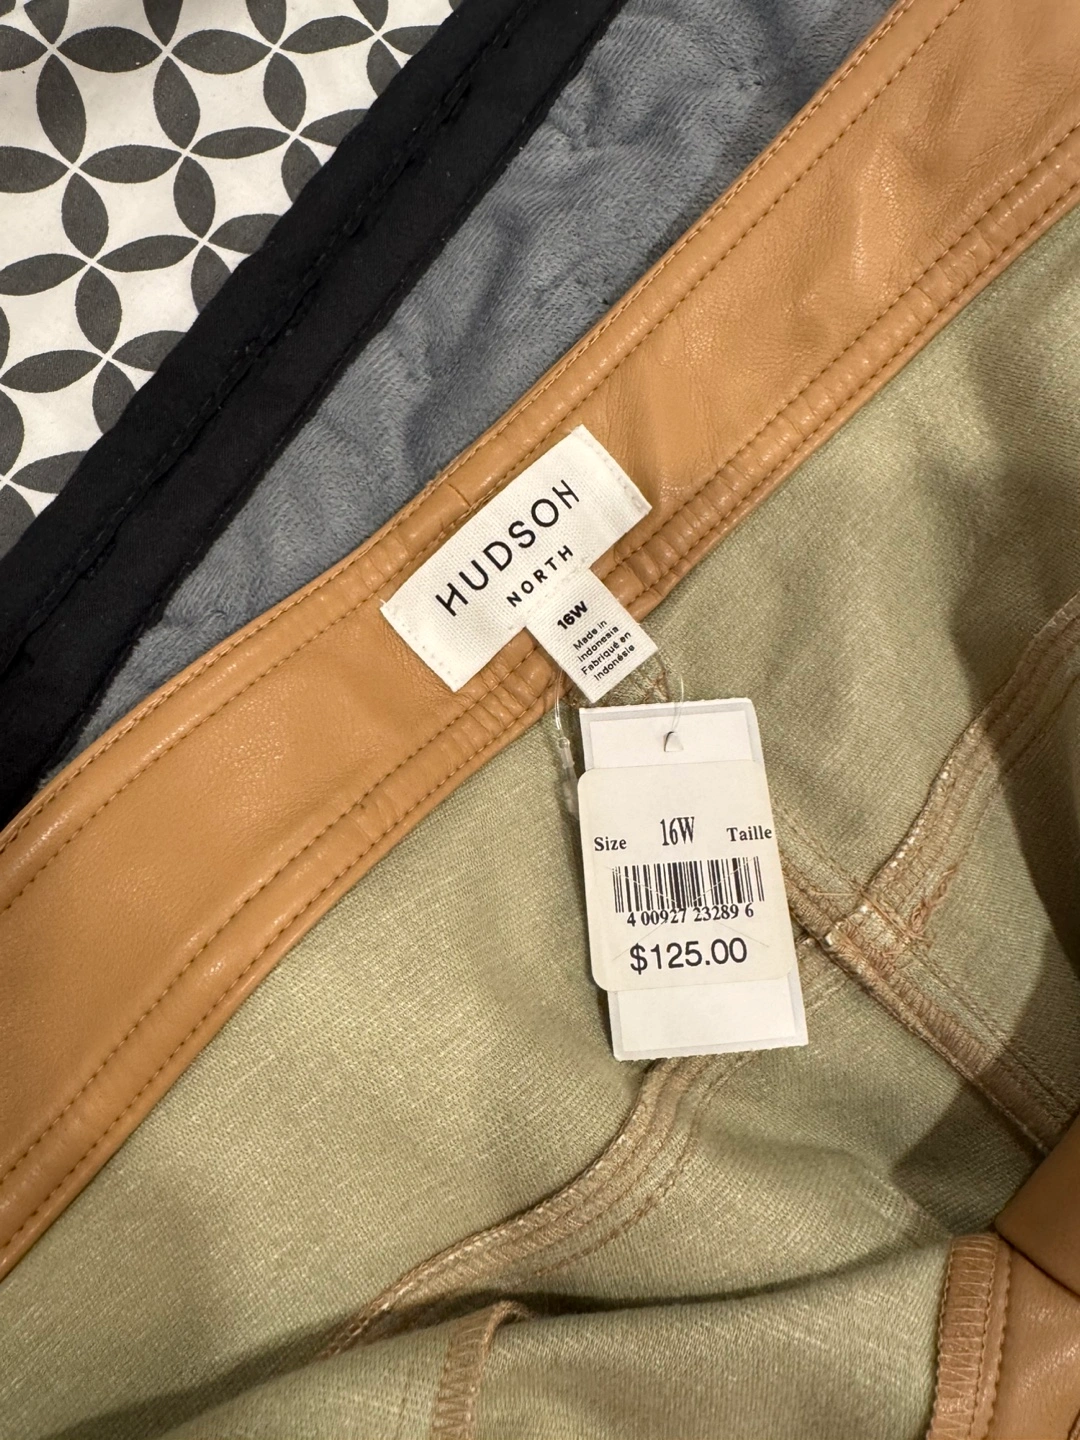 HUDSON
NORTH
16W
Made in
Indonesia
Fabriqué en
Indonésie
Size 16W Taille
4 00927 23289 6
$125.00